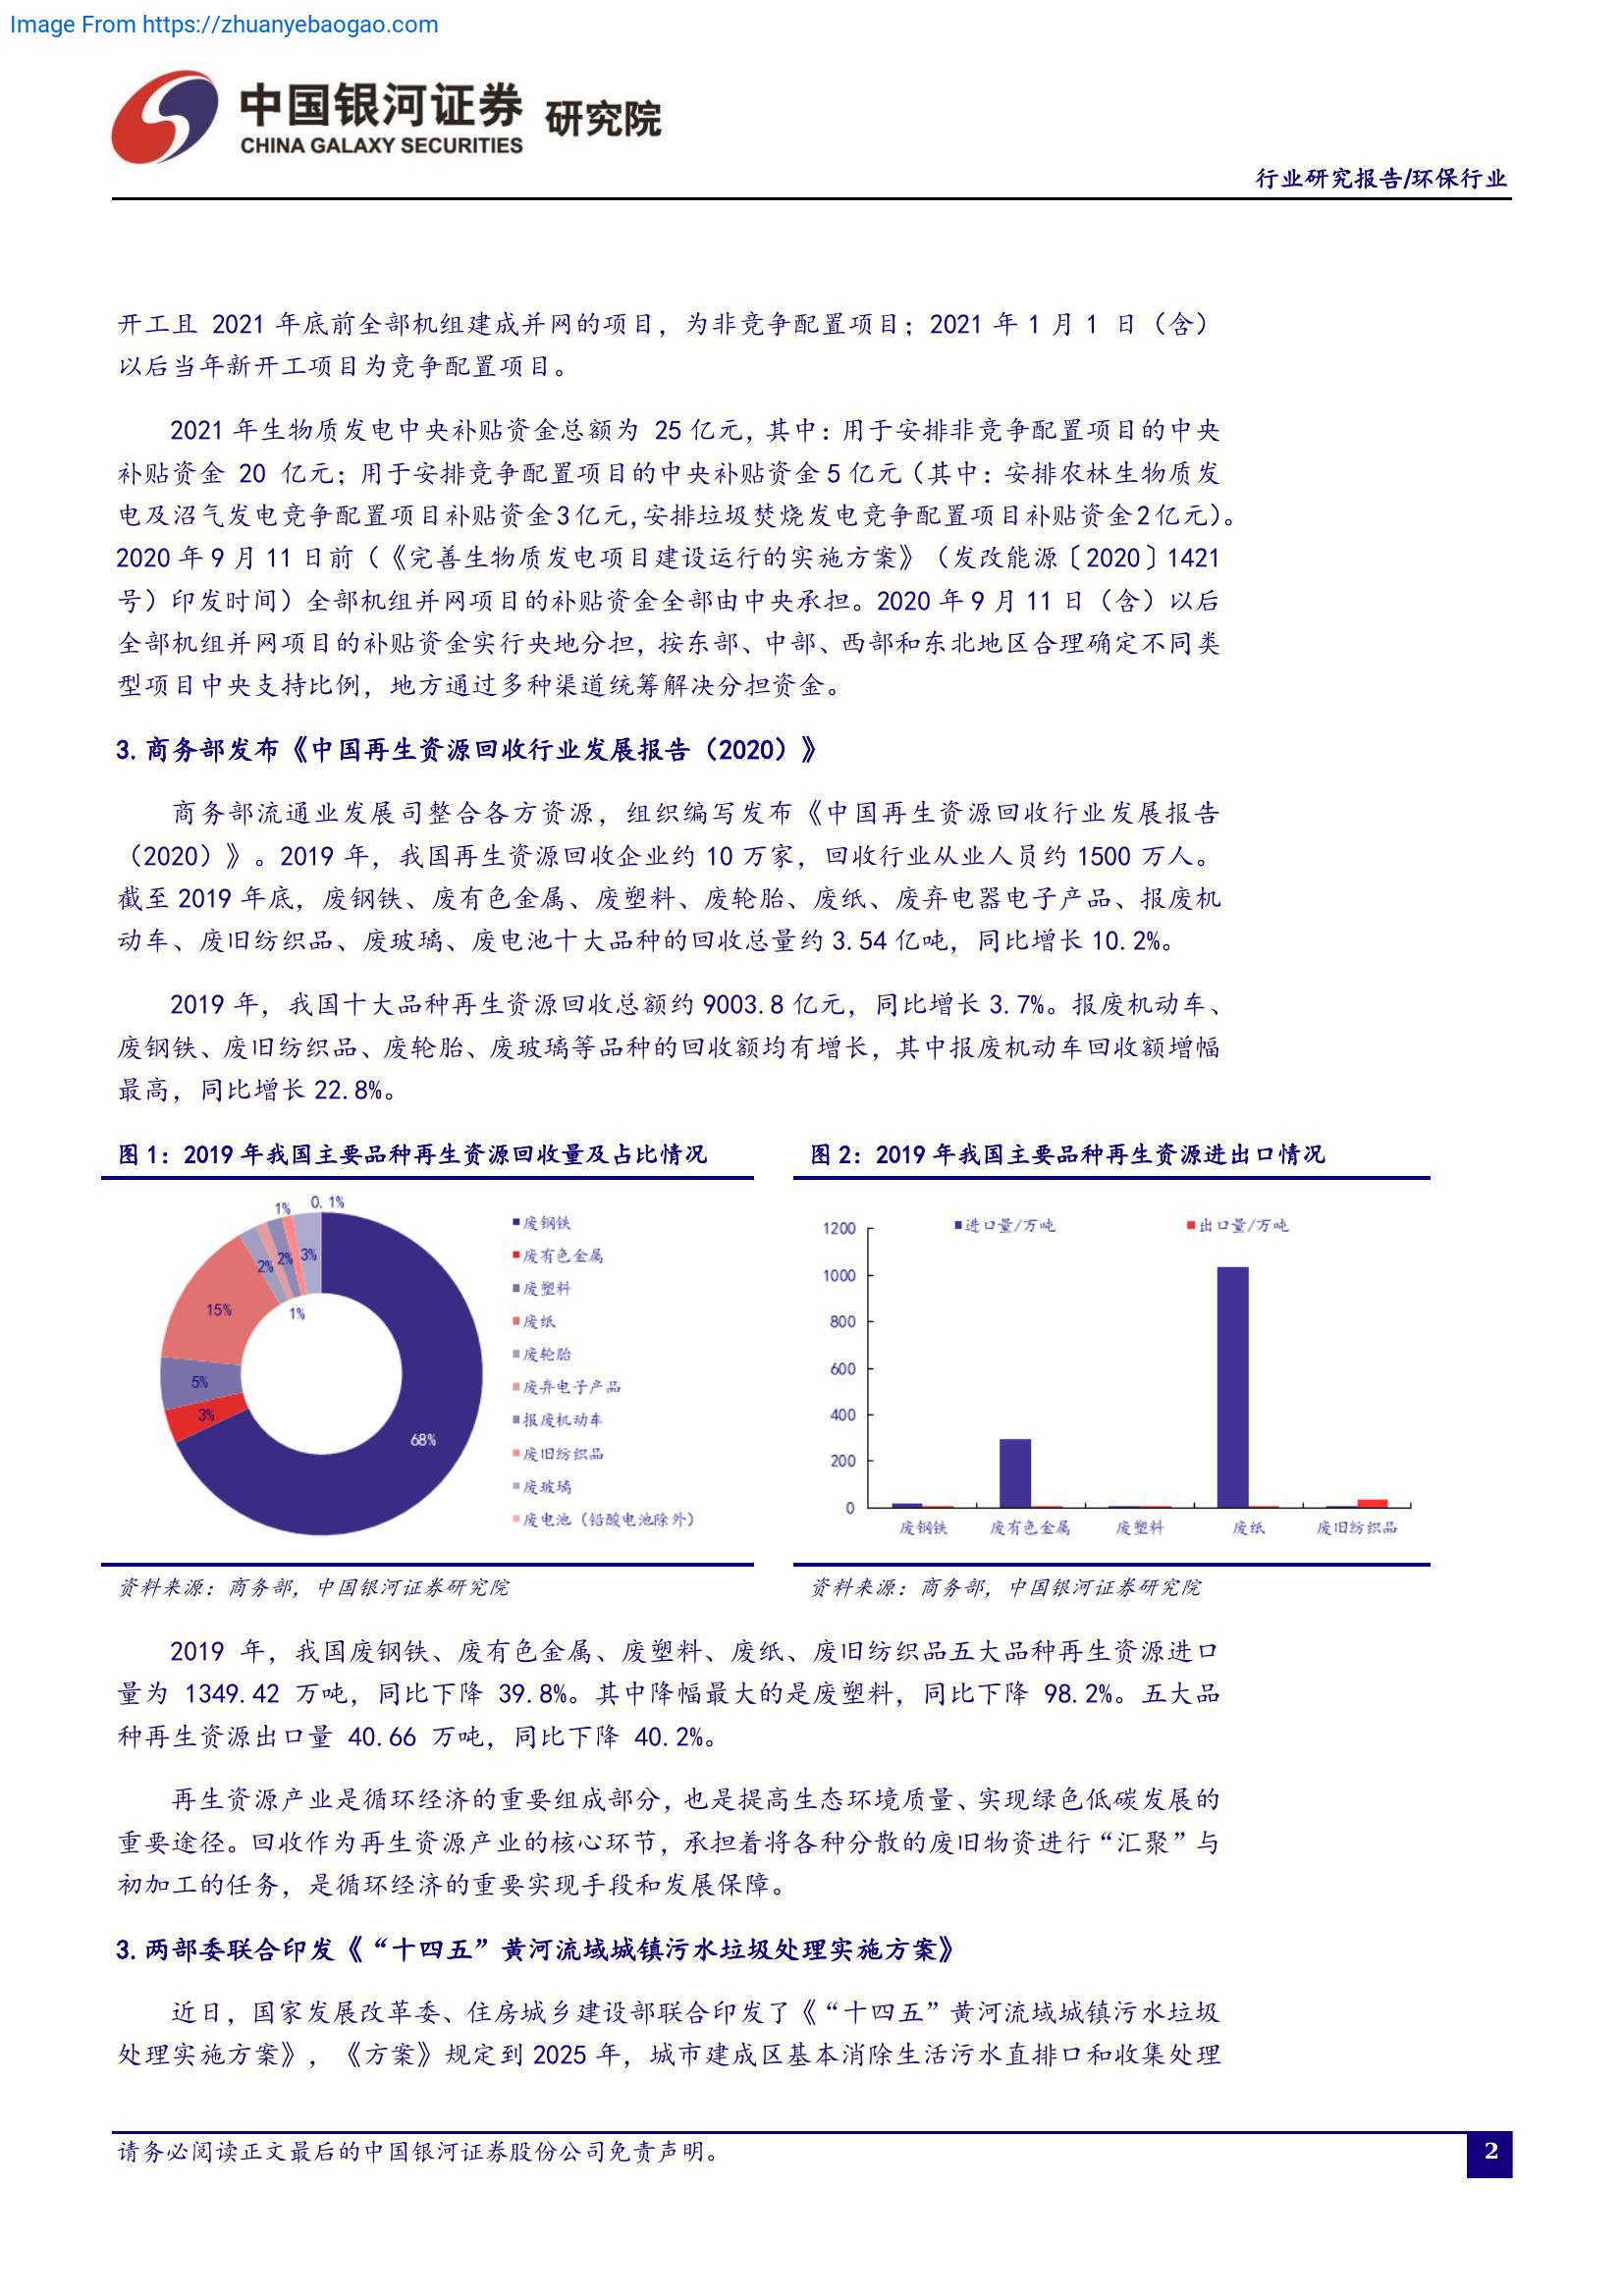 Image From https://zhuanyebaogao.com
中国银河证券 研究院
CHINA GALAXY SECURITIES
行业研究报告/环保行业
开工且 2021 年底前全部机组建成并网的项目，为非竞争配置项目；2021 年 1 月 1 日（含）
以后当年新开工项目为竞争配置项目。
2021 年生物质发电中央补贴资金总额为 25 亿元，其中：用于安排非竞争配置项目的中央
补贴资金 20 亿元；用于安排竞争配置项目的中央补贴资金 5 亿元（其中：安排农林生物质发
电及沼气发电竞争配置项目补贴资金 3 亿元，安排垃圾焚烧发电竞争配置项目补贴资金 2 亿元）。
2020 年 9 月 11 日前（《完善生物质发电项目建设运行的实施方案》（发改能源〔2020〕1421
号）印发时间）全部机组并网项目的补贴资金全部由中央承担。2020 年 9 月 11 日（含）以后
全部机组并网项目的补贴资金实行央地分担，按东部、中部、西部和东北地区合理确定不同类
型项目中央支持比例，地方通过多种渠道统筹解决分担资金。
3.商务部发布《中国再生资源回收行业发展报告（2020）》
商务部流通业发展司整合各方资源，组织编写发布《中国再生资源回收行业发展报告
（2020）》。2019 年，我国再生资源回收企业约 10 万家，回收行业从业人员约 1500 万人。
截至 2019 年底，废钢铁、废有色金属、废塑料、废轮胎、废纸、废弃电器电子产品、报废机
动车、废旧纺织品、废玻璃、废电池十大品种的回收总量约 3.54 亿吨，同比增长 10.2%。
2019 年，我国十大品种再生资源回收总额约 9003.8 亿元，同比增长 3.7%。报废机动车、
废钢铁、废旧纺织品、废轮胎、废玻璃等品种的回收额均有增长，其中报废机动车回收额增幅
最高，同比增长 22.8%。
图 1：2019 年我国主要品种再生资源回收量及占比情况
1%
0.1%
2%
2%
3%
15%
1%
5%
3%
68%
废钢铁
废有色金属
废塑料
废纸
废轮胎
废弃电子产品
报废机动车
废旧纺织品
废玻璃
废电池（铅酸电池除外）
资料来源：商务部，中国银河证券研究院
图 2：2019 年我国主要品种再生资源进出口情况
进口量/万吨 出口量/万吨
1200
1000
800
600
400
200
0
废钢铁 废有色金属 废塑料 废纸 废旧纺织品
资料来源：商务部，中国银河证券研究院
2019 年，我国废钢铁、废有色金属、废塑料、废纸、废旧纺织品五大品种再生资源进口
量为 1349.42 万吨，同比下降 39.8%。其中降幅最大的是废塑料，同比下降 98.2%。五大品
种再生资源出口量 40.66 万吨，同比下降 40.2%。
再生资源产业是循环经济的重要组成部分，也是提高生态环境质量、实现绿色低碳发展的
重要途径。回收作为再生资源产业的核心环节，承担着将各种分散的废旧物资进行“汇聚”与
初加工的任务，是循环经济的重要实现手段和发展保障。
3.两部委联合印发《“十四五”黄河流域城镇污水垃圾处理实施方案》
近日，国家发展改革委、住房城乡建设部联合印发了《“十四五”黄河流域城镇污水垃圾
处理实施方案》，《方案》规定到 2025 年，城市建成区基本消除生活污水直排口和收集处理
请务必阅读正文最后的中国银河证券股份公司免责声明。
2